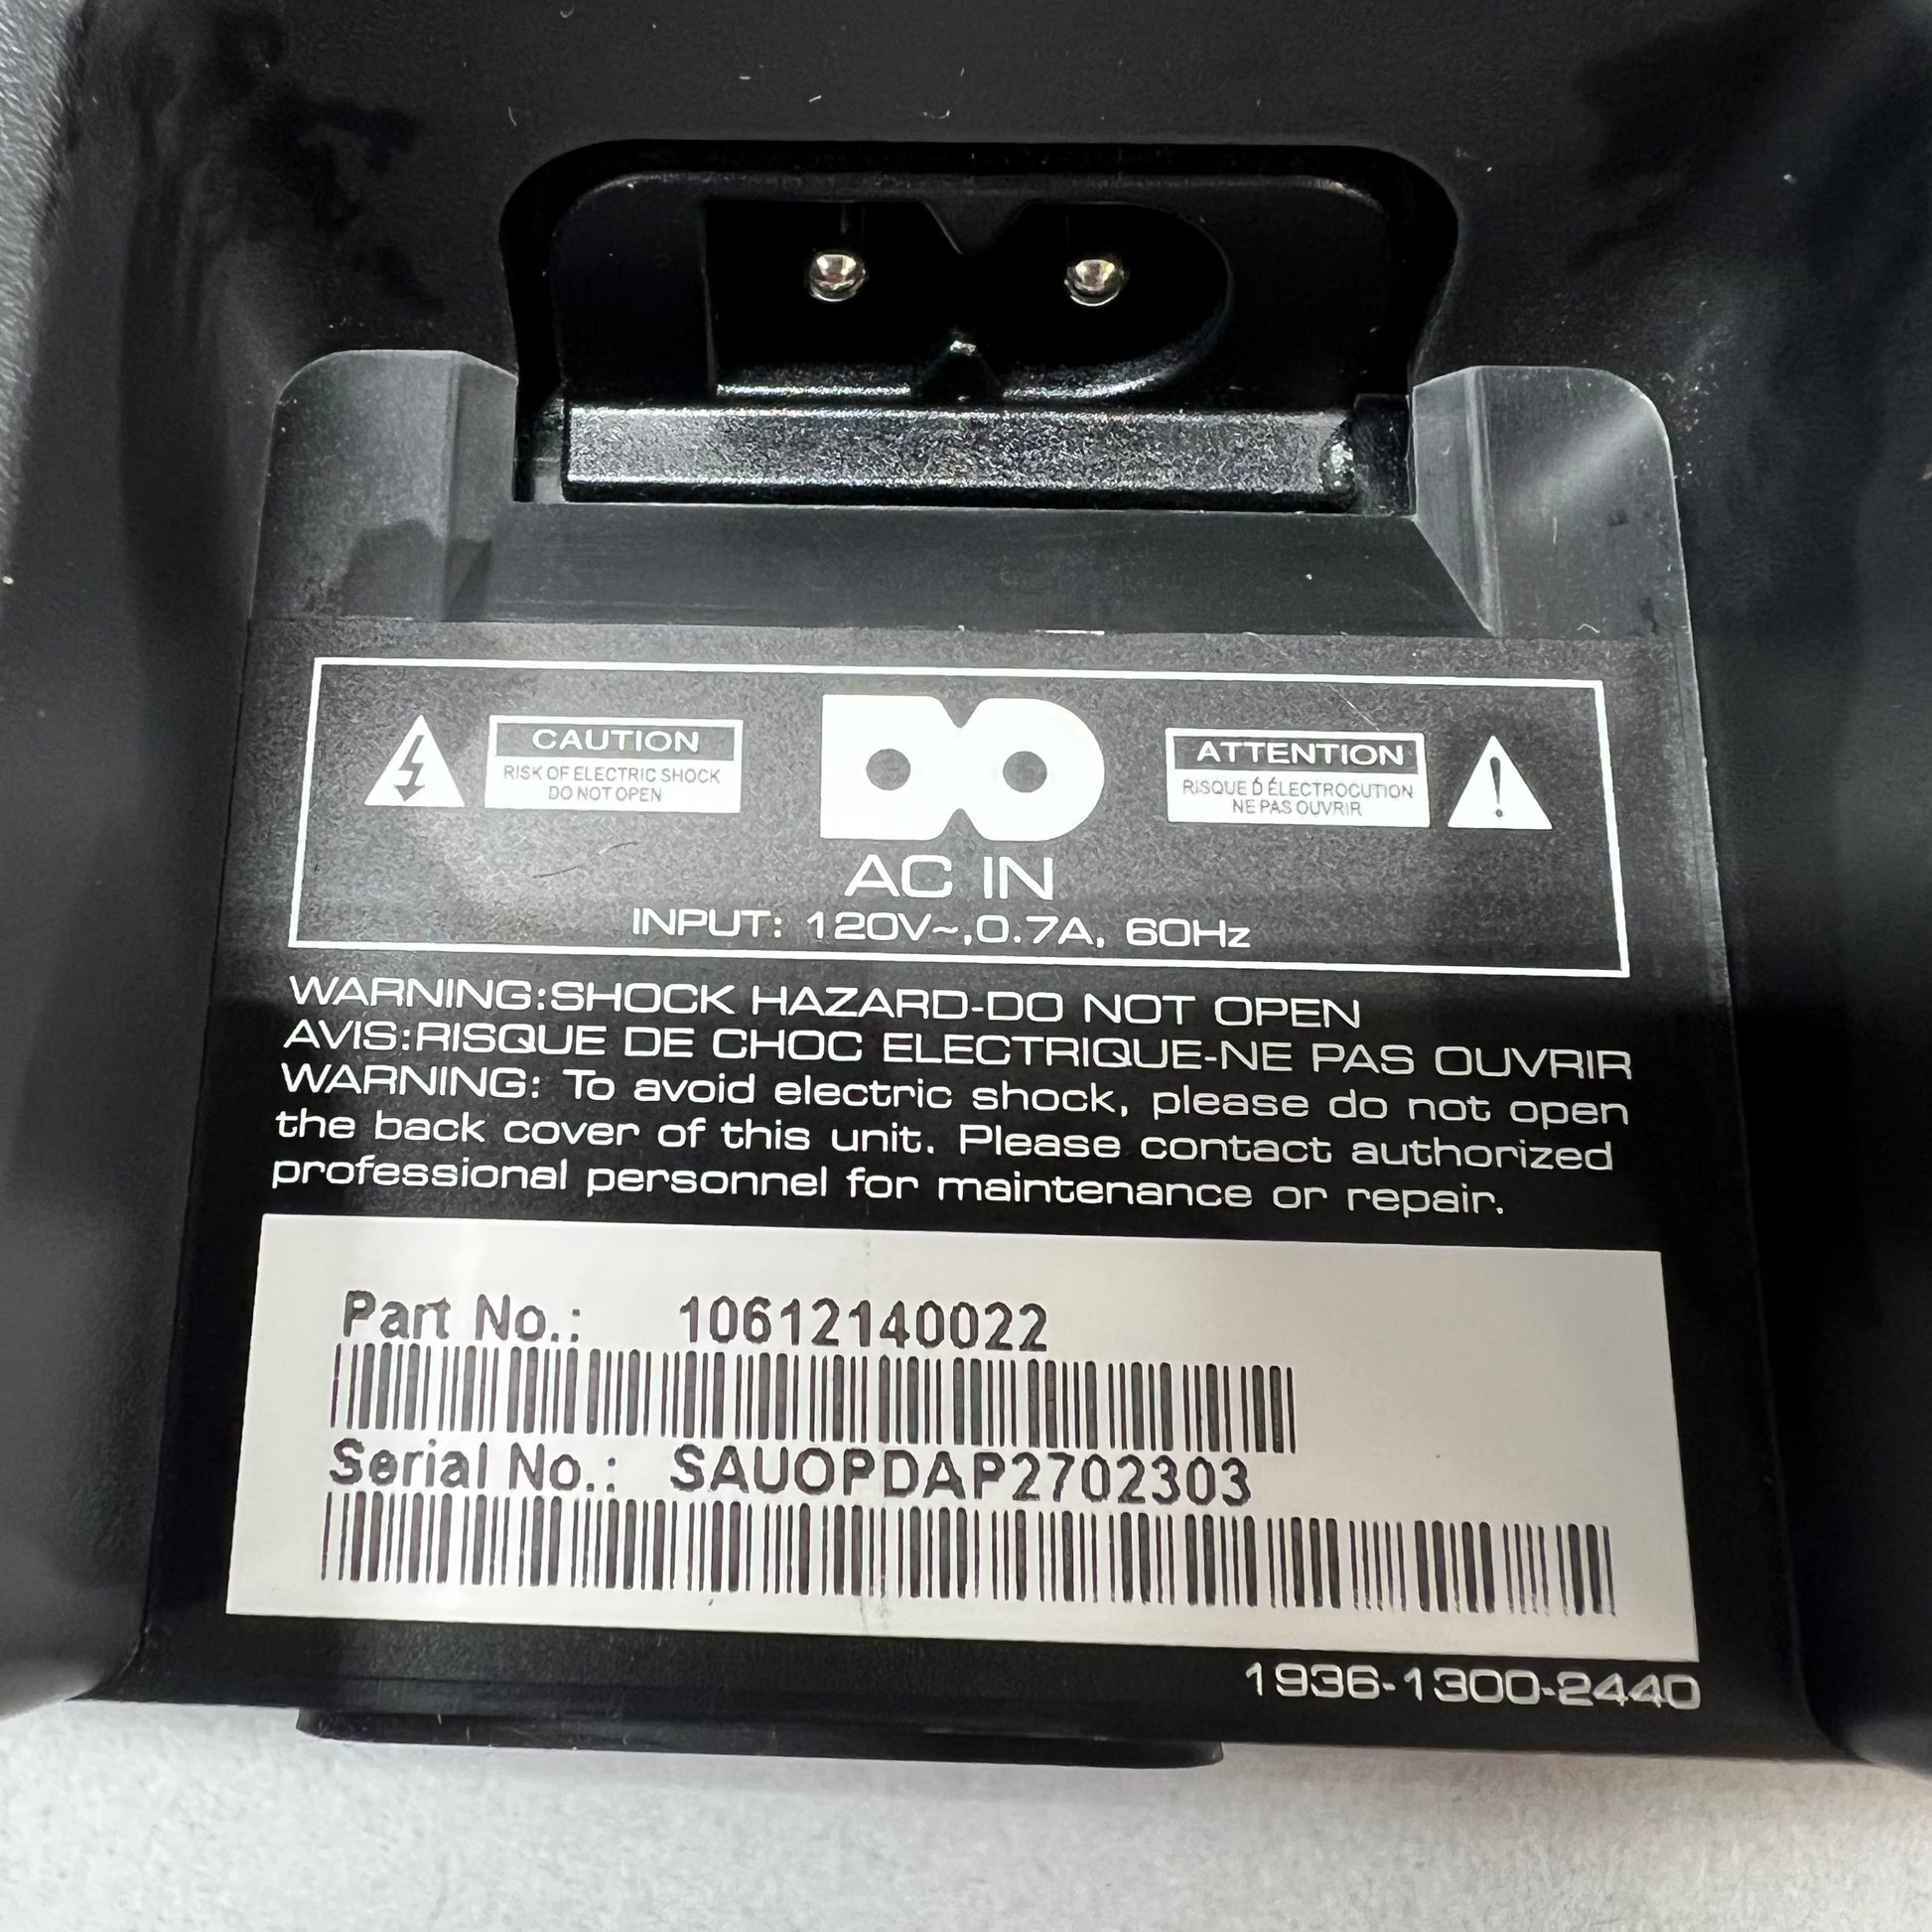 CAUTION
RISK OF ELECTRIC SHOCK
DO NOT OPEN
ATTENTION
RISQUE D́ ÉLECTROCUTION
NE PAS OUVRIR
AC IN
INPUT: 120V~,0.7A, 60Hz
WARNING:SHOCK HAZARD-DO NOT OPEN
AVIS:RISQUE DE CHOC ELECTRIQUE-NE PAS OUVRIR
WARNING: To avoid electric shock, please do not open
the back cover of this unit. Please contact authorized
professional personnel for maintenance or repair.
Part No.: 10612140022
Serial No.: SAUOPDAP2702303
1936-1300-2440